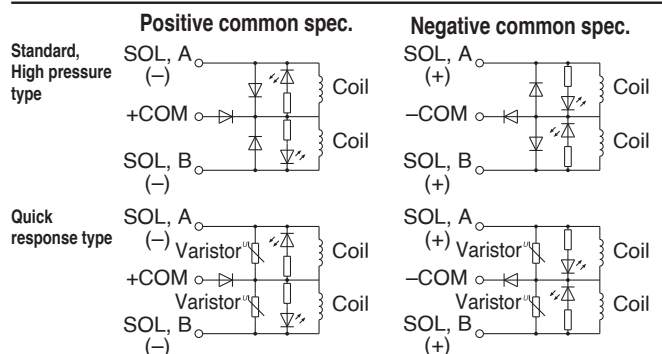 Positive common spec.
Negative common spec.
Standard,
High pressure
type
SOL, A
(–)
Coil
+COM
Coil
SOL, B
(–)
SOL, A
(+)
Coil
–COM
Coil
SOL, B
(+)
Quick
response type
SOL, A
(–)
Varistor
U
Coil
+COM
Varistor
U
Coil
SOL, B
(–)
SOL, A
(+)
Varistor
U
Coil
–COM
Varistor
U
Coil
SOL, B
(+)